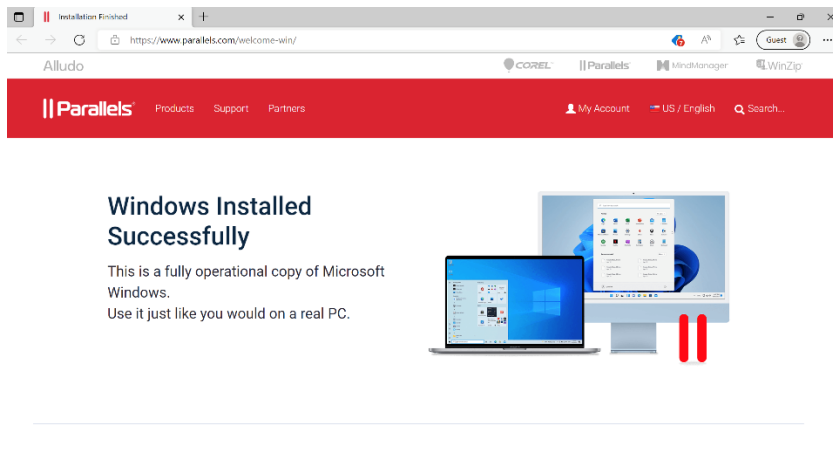 Installation Finished
https://www.parallels.com/welcome-win/
Guest
Alludo
COREL
Parallels
MindManager
WinZip
Parallels
Products
Support
Partners
My Account
US / English
Search...
Windows Installed
Successfully
This is a fully operational copy of Microsoft
Windows.
Use it just like you would on a real PC.